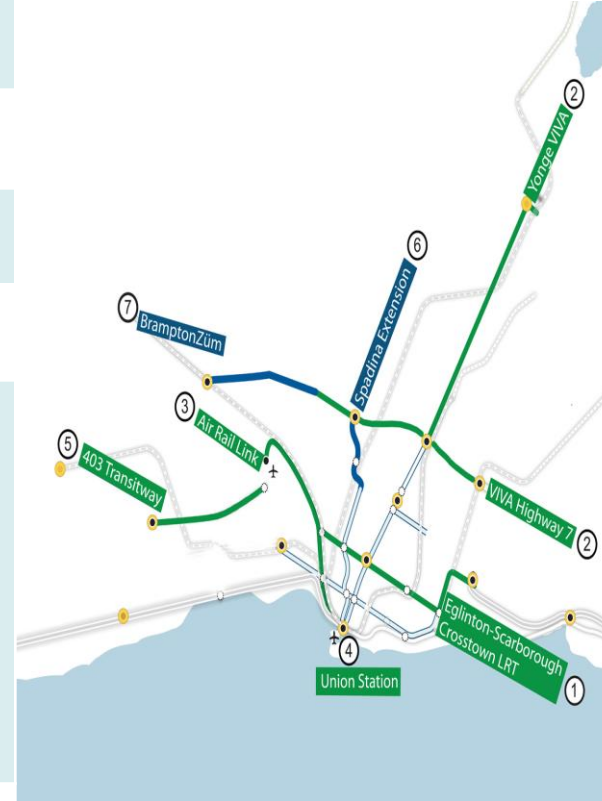 2
Yonge VIVA
6
Spadina Extension
7
BramptonZüm
3
Air Rail Link
5
403 Transitway
VIVA Highway 7
2
Eglinton-Scarborough
Crosstown LRT
1
4
Union Station